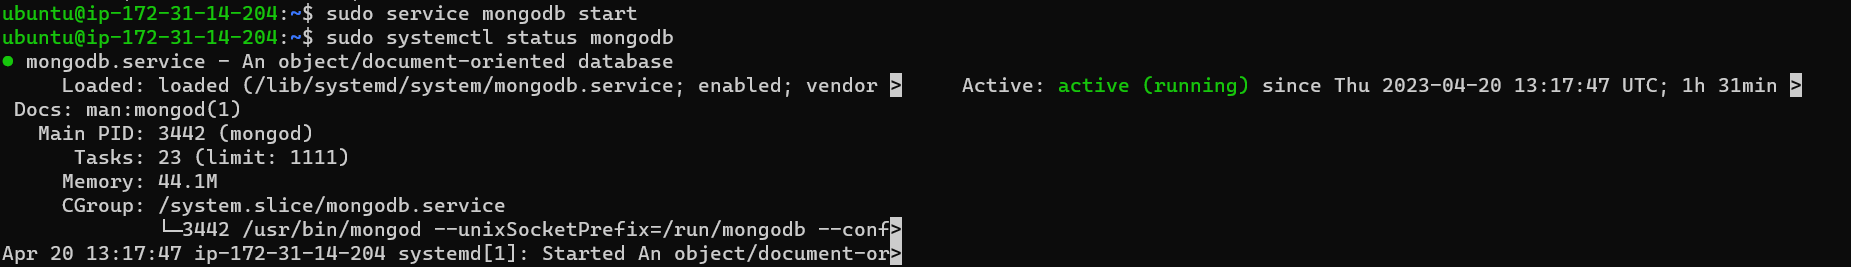 ubuntu@ip-172-31-14-204:~$ sudo service mongodb start
ubuntu@ip-172-31-14-204:~$ sudo systemctl status mongodb
● mongodb.service - An object/document-oriented database
     Loaded: loaded (/lib/systemd/system/mongodb.service; enabled; vendor >     Active: active (running) since Thu 2023-04-20 13:17:47 UTC; 1h 31min >
 Docs: man:mongod(1)
   Main PID: 3442 (mongod)
      Tasks: 23 (limit: 1111)
     Memory: 44.1M
     CGroup: /system.slice/mongodb.service
             └─3442 /usr/bin/mongod --unixSocketPrefix=/run/mongodb --conf>
Apr 20 13:17:47 ip-172-31-14-204 systemd[1]: Started An object/document-or>